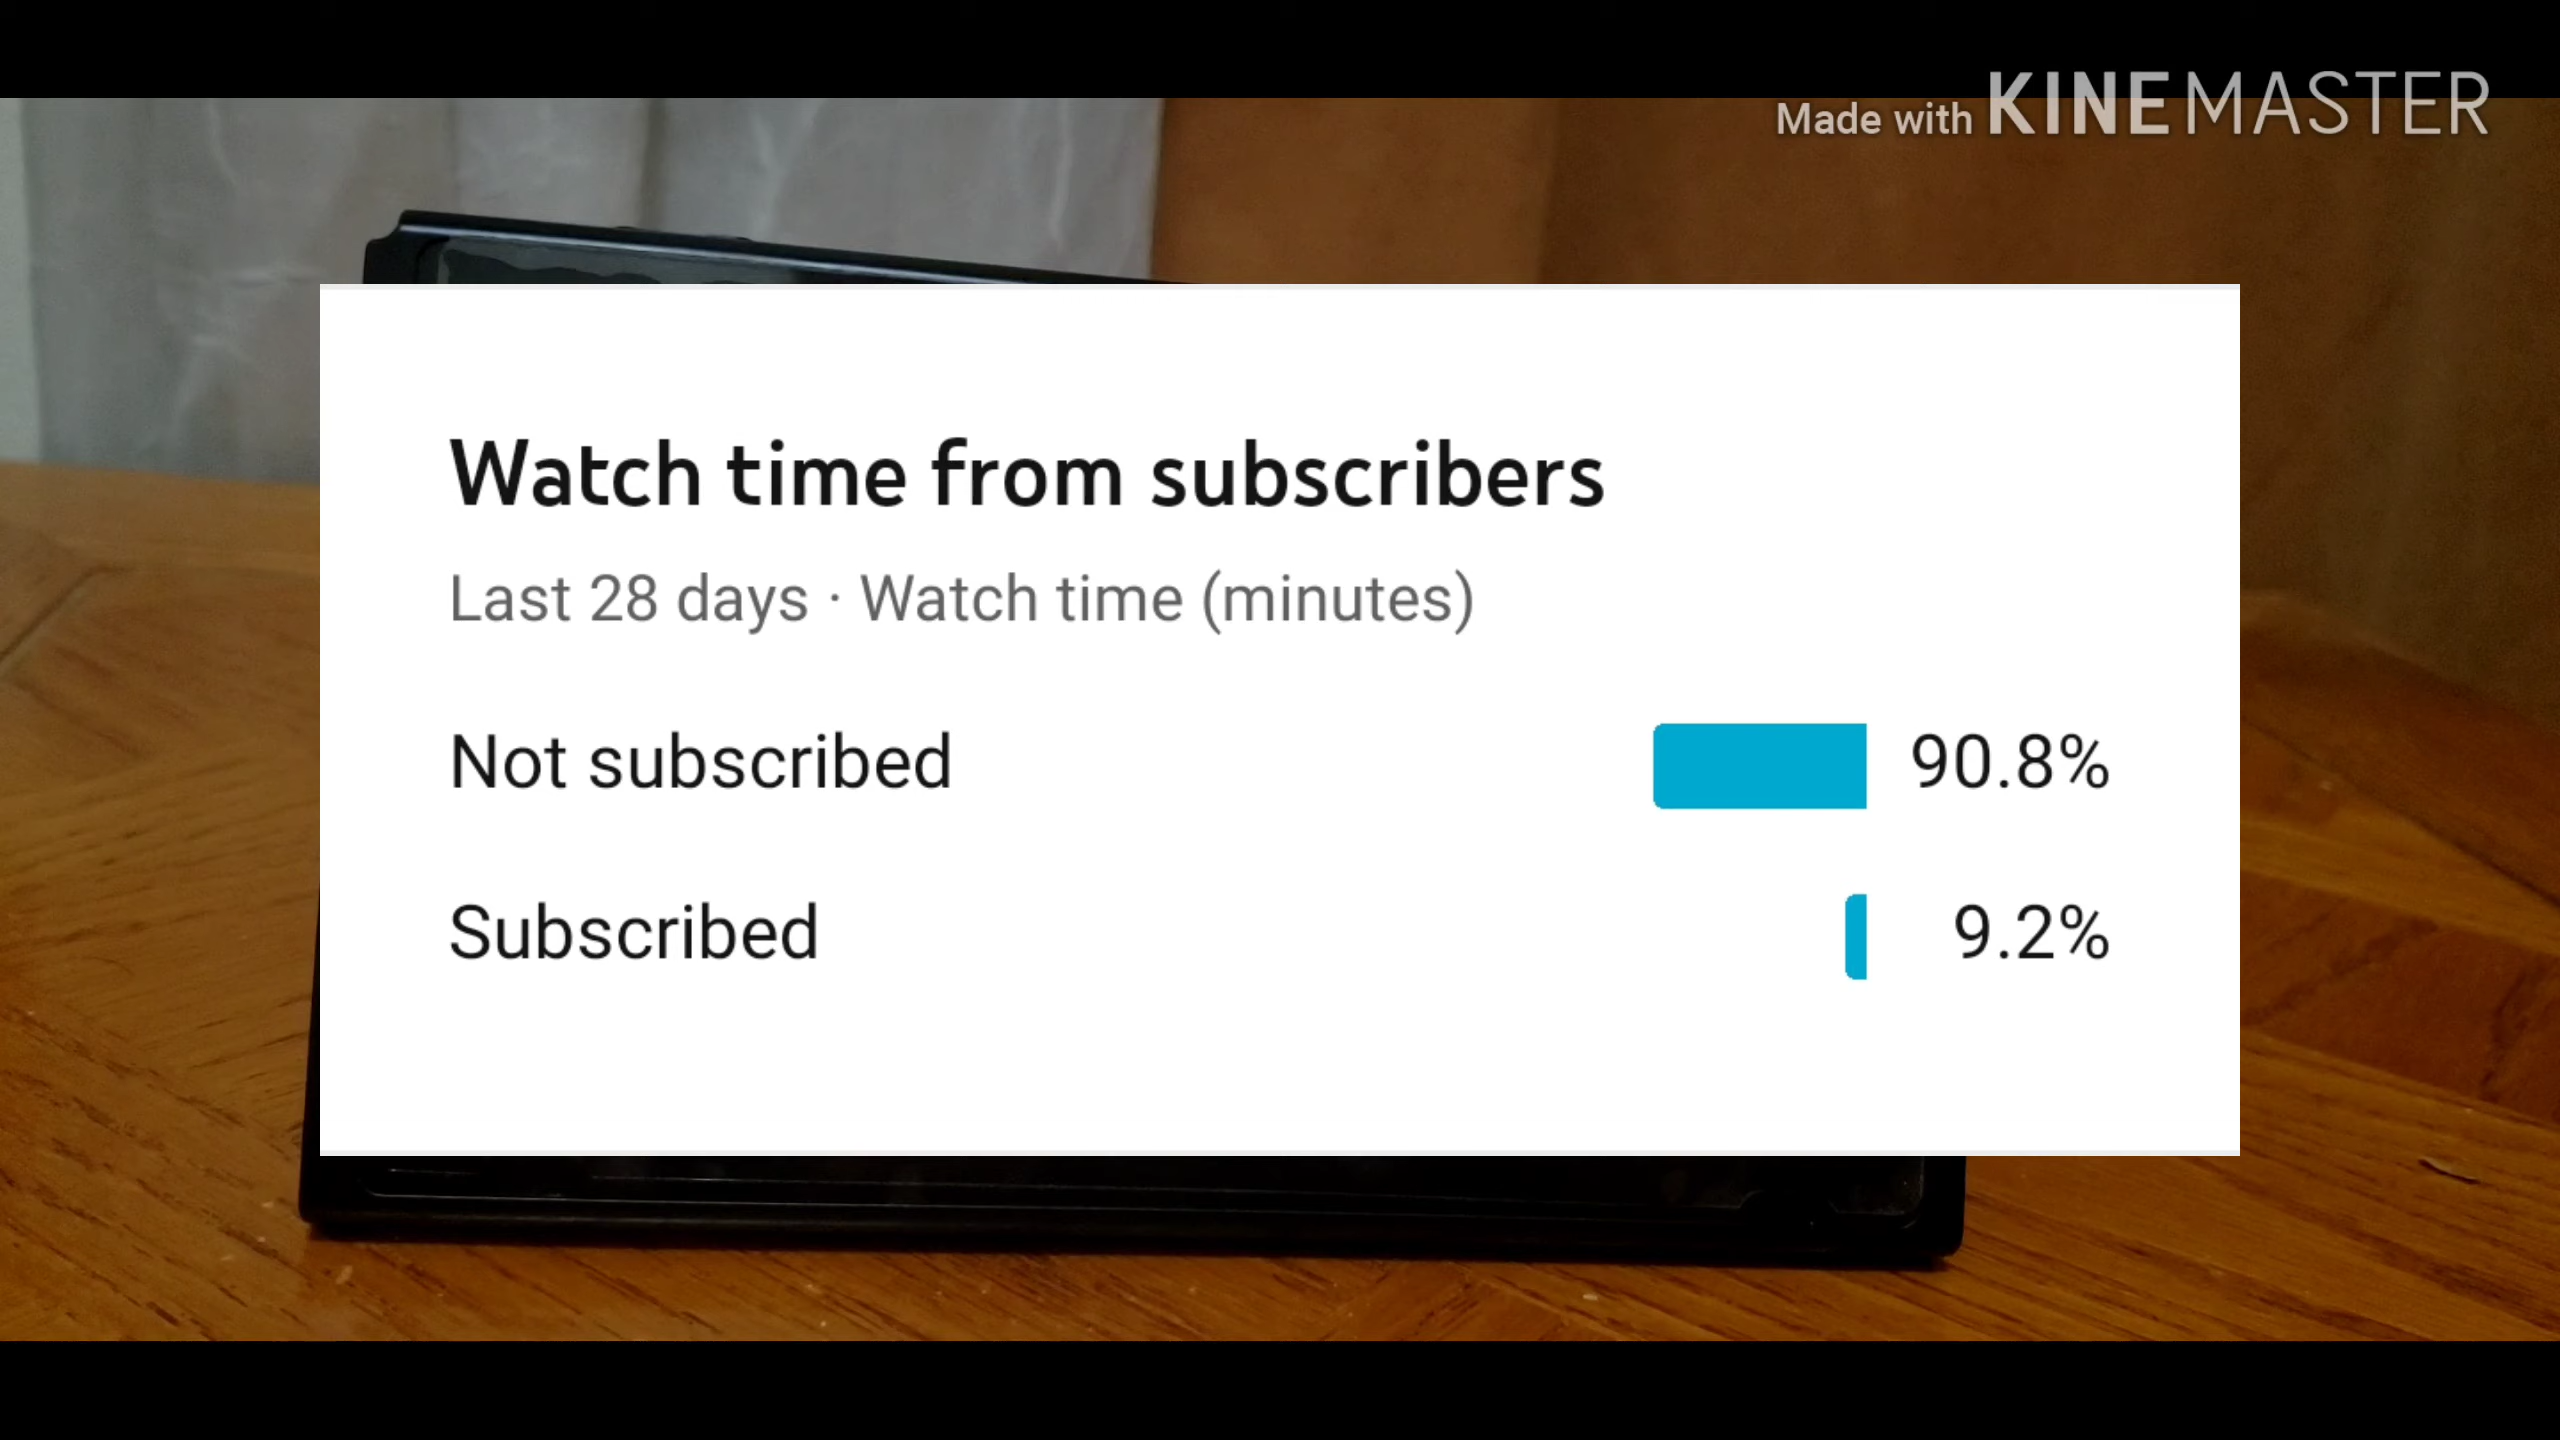 Made with KINEMASTER
Watch time from subscribers
Last 28 days · Watch time (minutes)
Not subscribed 90.8%
Subscribed 9.2%